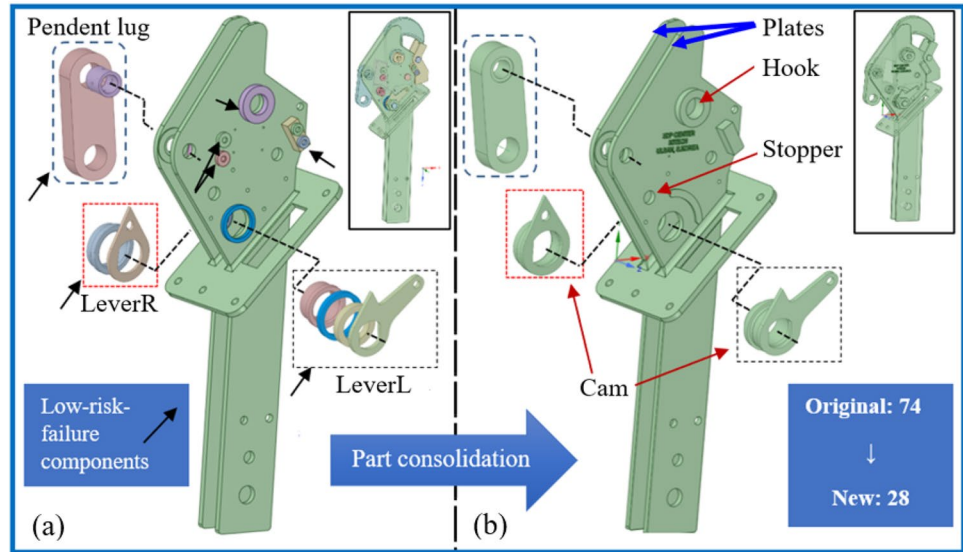 Pendent lug
LeverR
LeverL
Low-risk-
failure
components
(a)
Part consolidation
Plates
Hook
Stopper
Cam
Original: 74
↓
New: 28
(b)